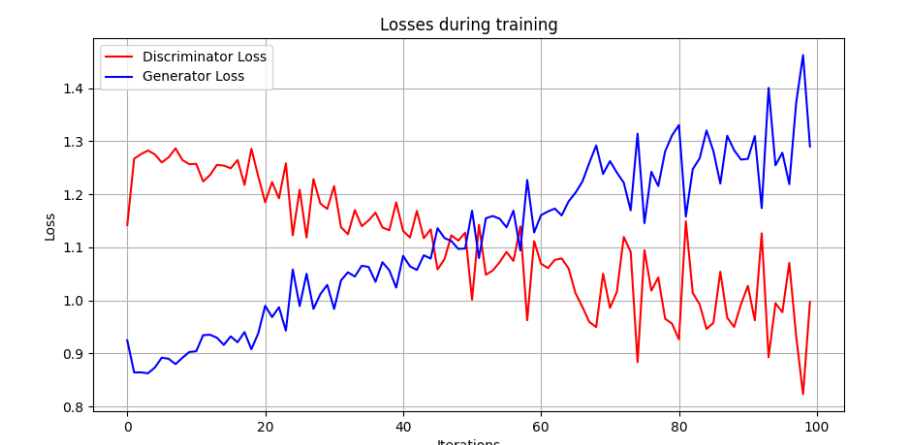 Losses during training
Discriminator Loss
Generator Loss
1.4
1.3
1.2
1.1
1.0
0.9
0.8
Loss
0 20 40 60 80 100
Iterations